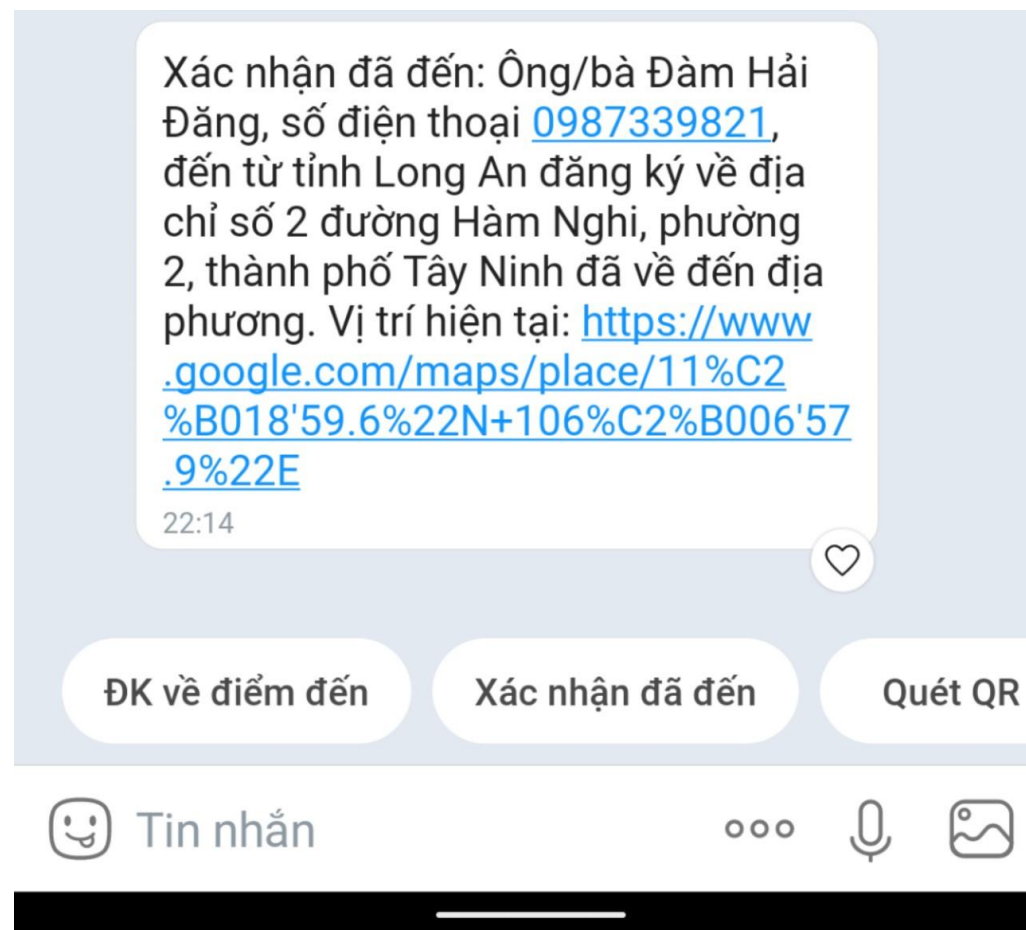 Xác nhận đã đến: Ông/bà Đàm Hải
Đăng, số điện thoại 0987339821,
đến từ tỉnh Long An đăng ký về địa
chỉ số 2 đường Hàm Nghi, phường
2, thành phố Tây Ninh đã về đến địa
phương. Vị trí hiện tại: https://www
.google.com/maps/place/11%C2
%B018'59.6%22N+106%C2%B006'57
.9%22E
22:14
ĐK về điểm đến
Xác nhận đã đến
Quét QR
Tin nhắn